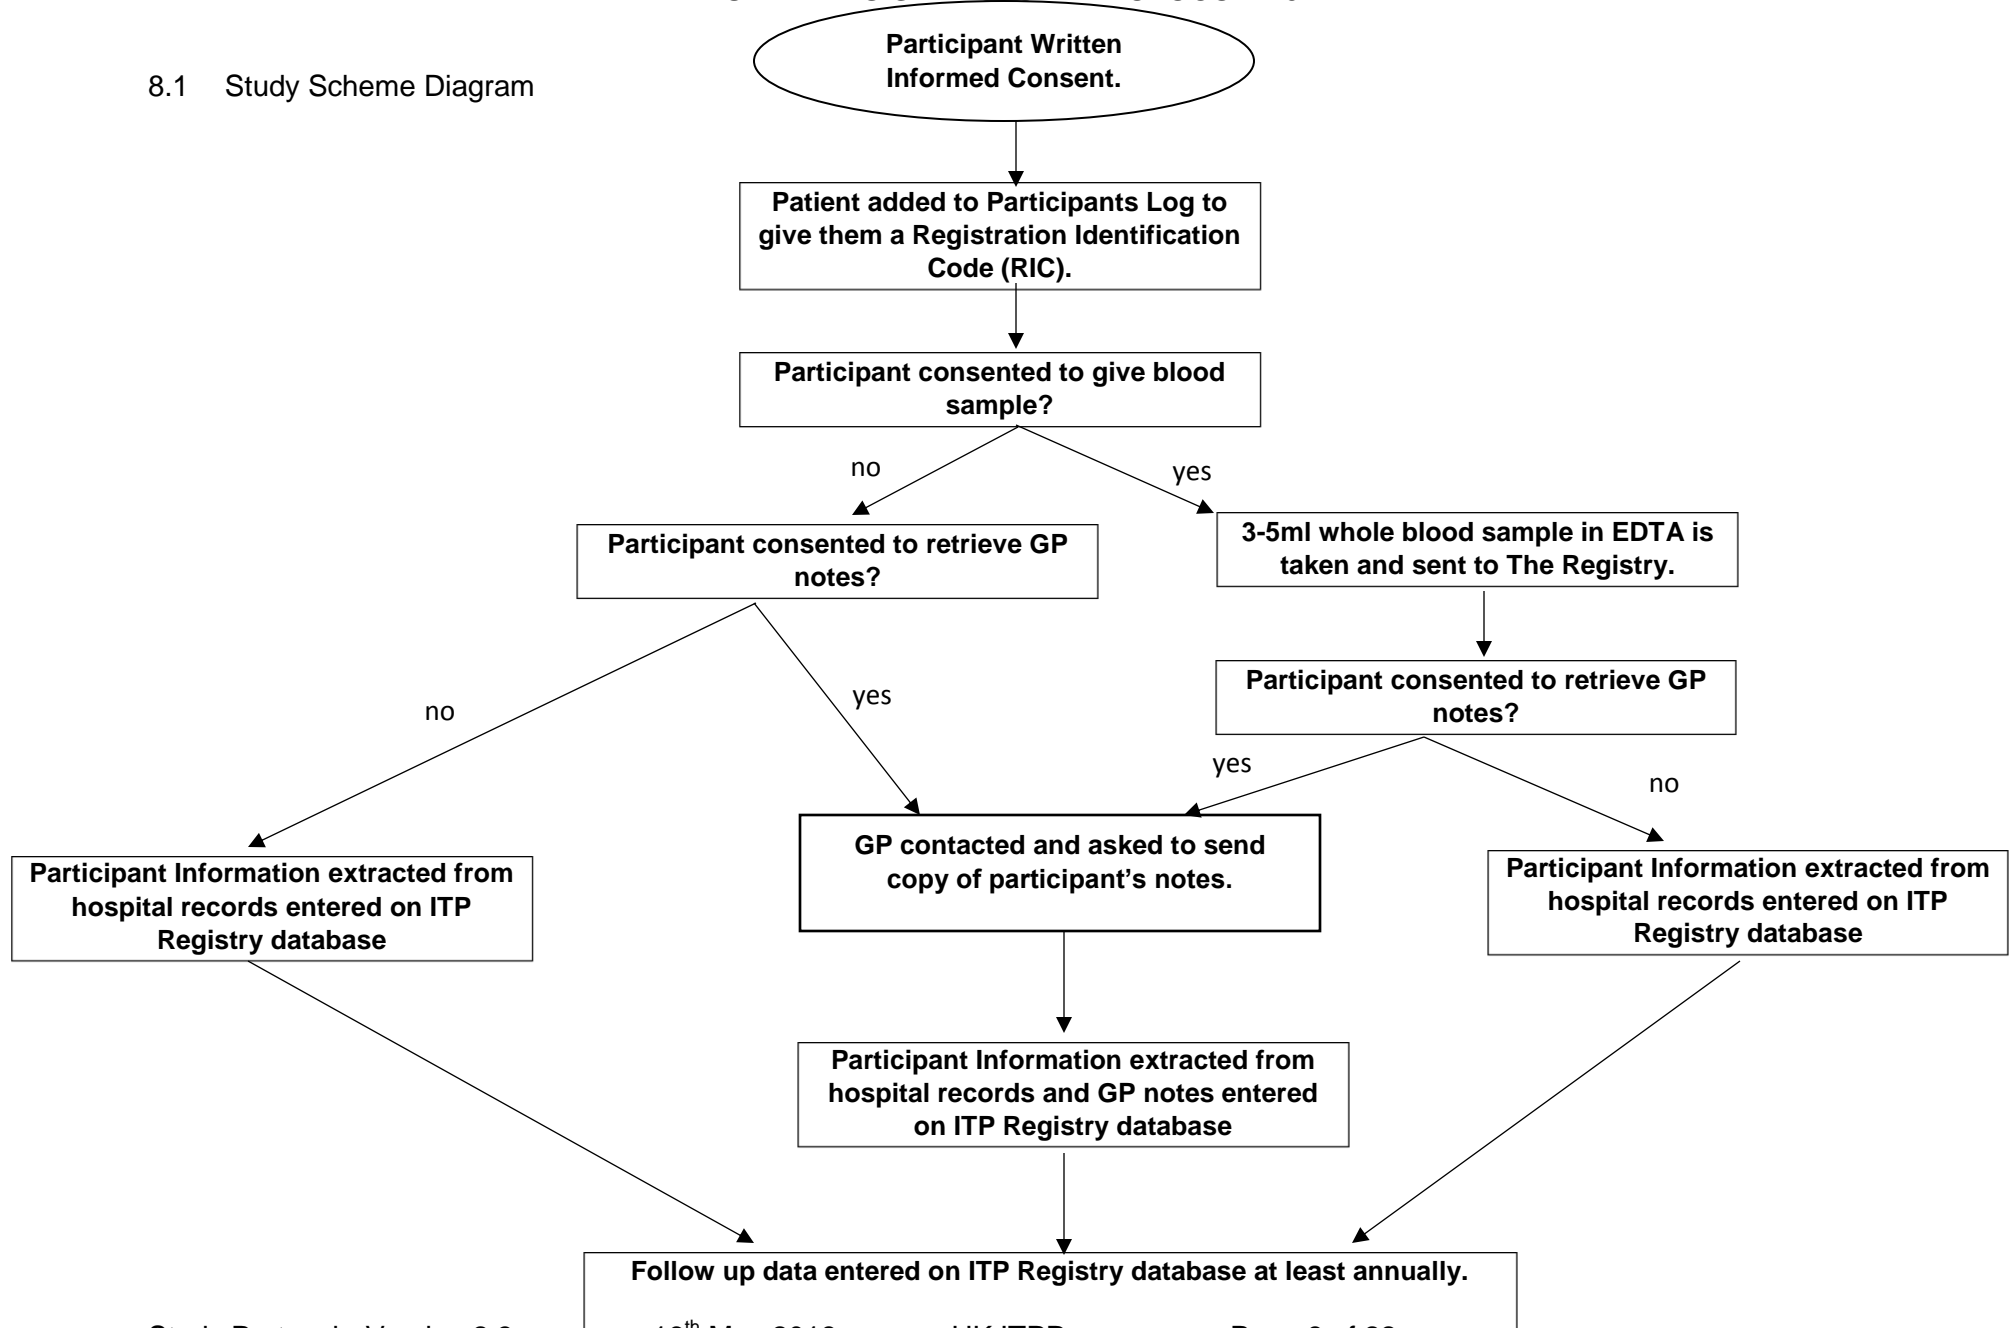 Participant Written
Informed Consent.
8.1 Study Scheme Diagram
Patient added to Participants Log to
give them a Registration Identification
Code (RIC).
Participant consented to give blood
sample?
no
yes
Participant consented to retrieve GP
notes?
3-5ml whole blood sample in EDTA is
taken and sent to The Registry.
Participant consented to retrieve GP
notes?
no
yes
yes
no
GP contacted and asked to send
copy of participant’s notes.
Participant Information extracted from
hospital records entered on ITP
Registry database
Participant Information extracted from
hospital records entered on ITP
Registry database
Participant Information extracted from
hospital records and GP notes entered
on ITP Registry database
Follow up data entered on ITP Registry database at least annually.